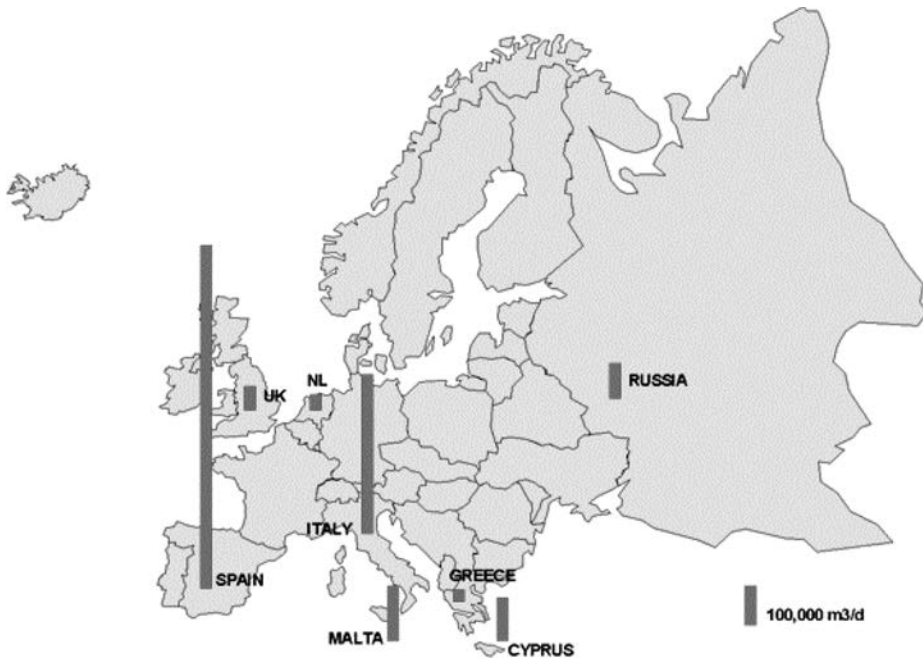 NL
UK
RUSSIA
ITALY
SPAIN
GREECE
MALTA
CYPRUS
100,000 m3/d